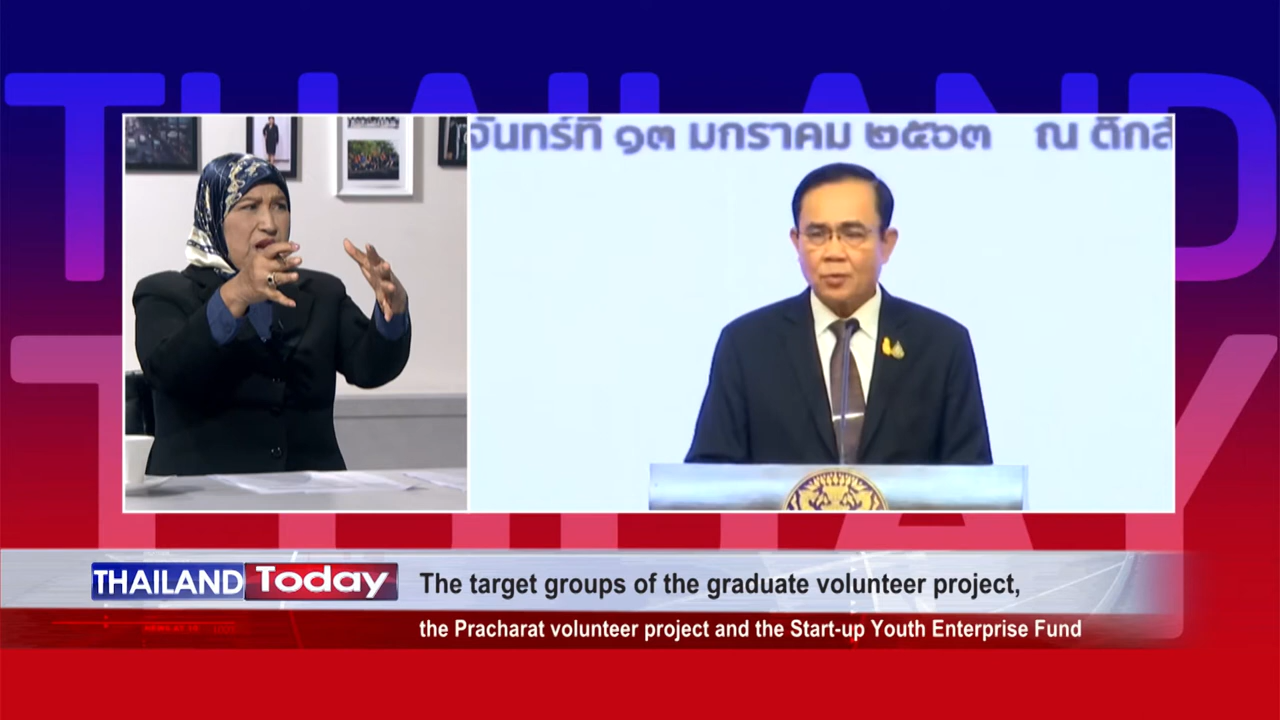 THAILAND
TODAY
จันทร์ที่ ๑๓ มกราคม ๒๕๖๓ ณ ตึกส
THAILAND Today
The target groups of the graduate volunteer project,
the Pracharat volunteer project and the Start-up Youth Enterprise Fund